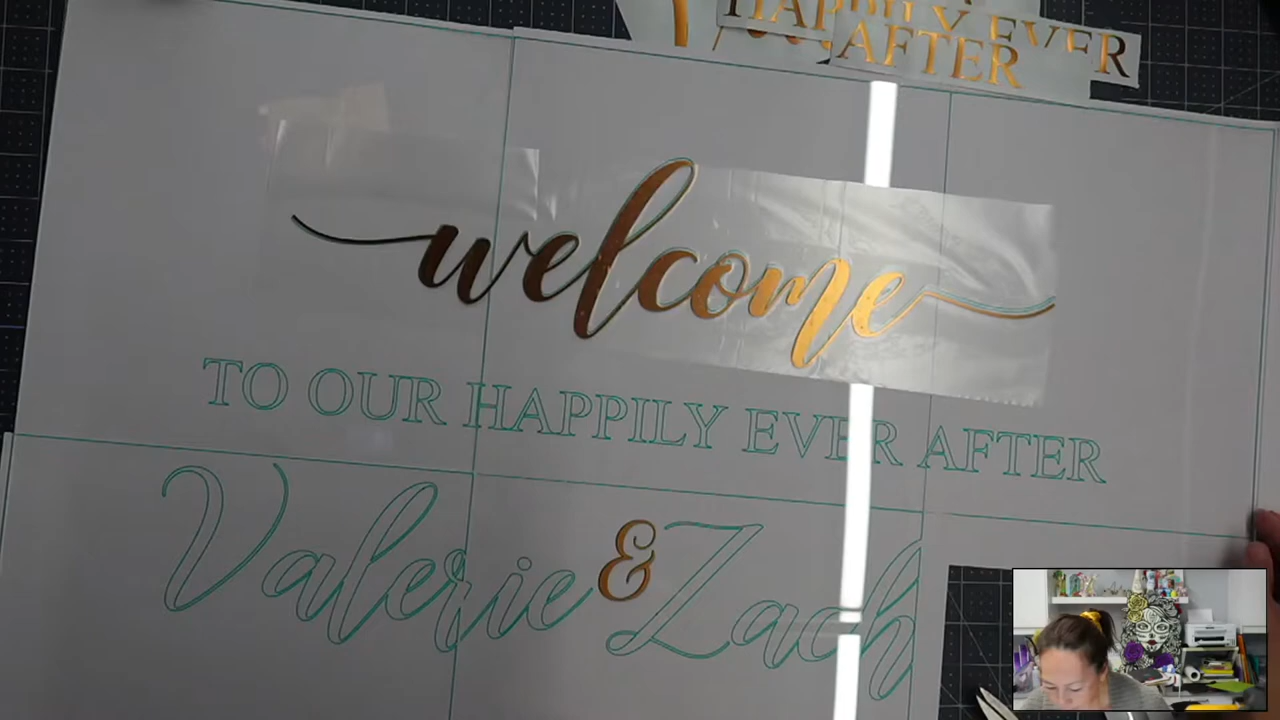 HAPPILY EVER
AFTER
welcome
TO OUR HAPPILY EVER AFTER
Valerie & Zach